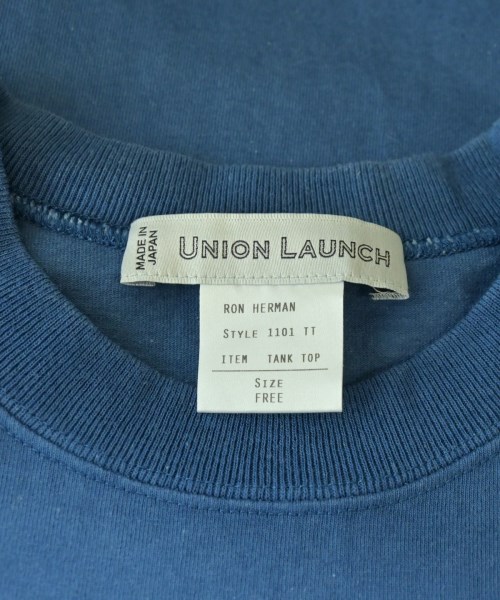 MADE IN
JAPAN
UNION LAUNCH
RON HERMAN
STYLE 1101 TT
ITEM TANK TOP
SIZE
FREE